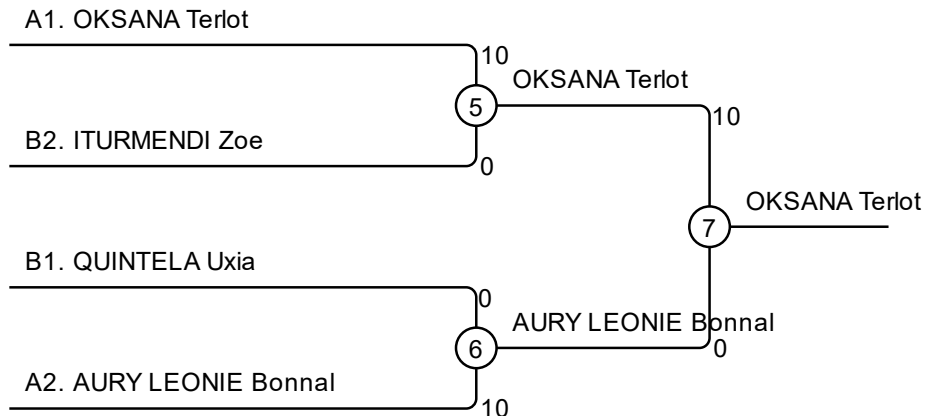 A1. OKSANA Terlot
10
OKSANA Terlot
5
10
B2. ITURMENDI Zoe
0
OKSANA Terlot
7
B1. QUINTELA Uxia
0
AURY LEONIE Bonnal
6
0
A2. AURY LEONIE Bonnal
10